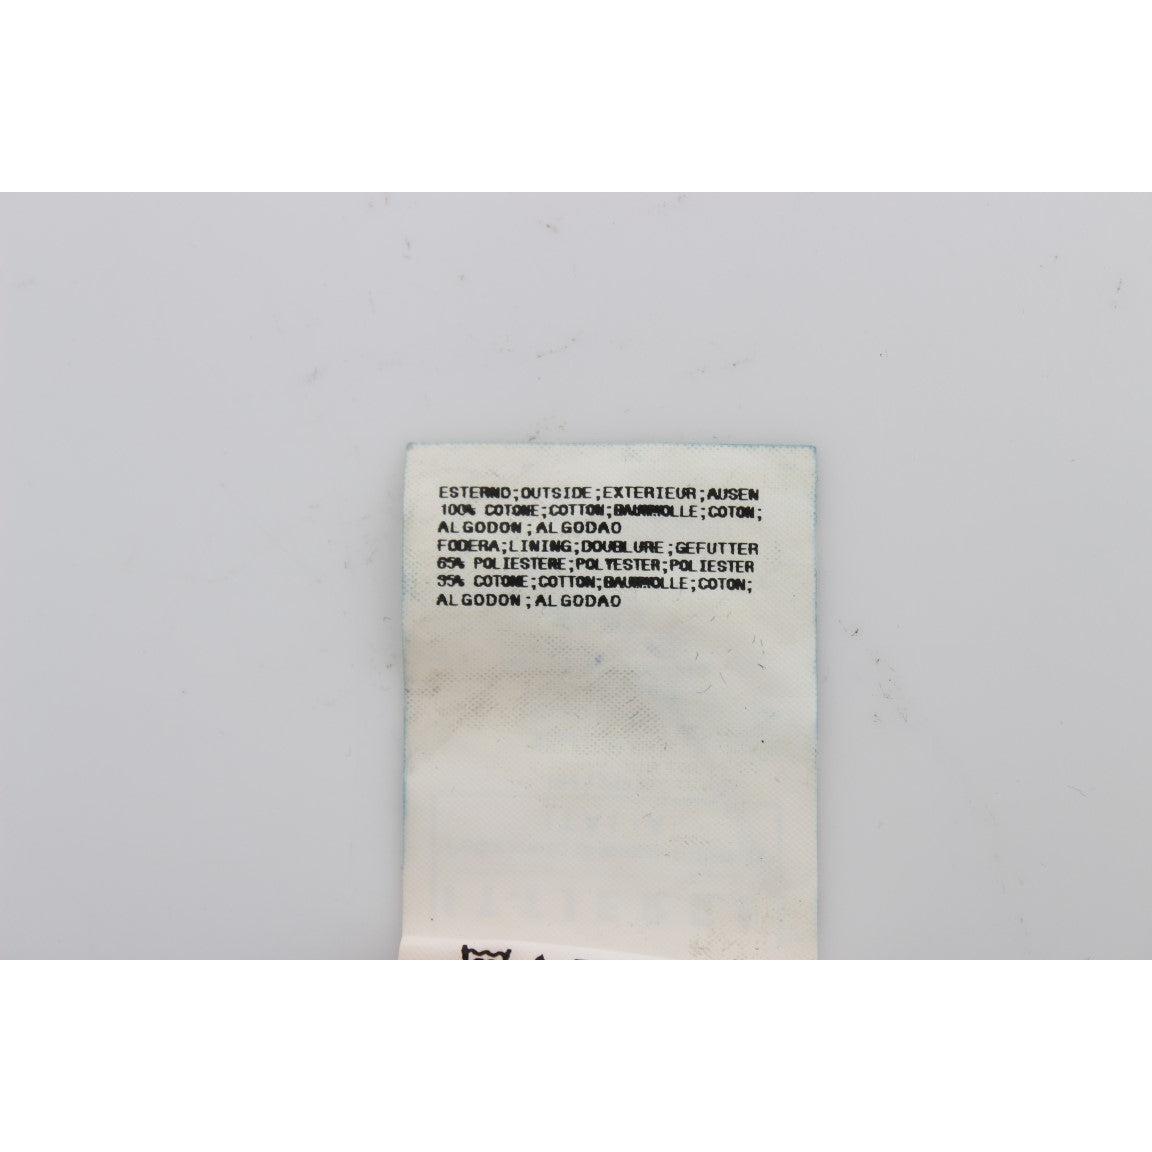 ESTERNO;OUTSIDE;EXTERIEUR;AUSEN
100% COTONE;COTTON;BAUMWOLLE;COTON;
ALGODON;ALGODAO
FODERA;LINING;DOUBLURE;GEFUTTER
65% POLIESTERE;POLYESTER;POLIESTER
35% COTONE;COTTON;BAUMWOLLE;COTON;
ALGODON;ALGODAO